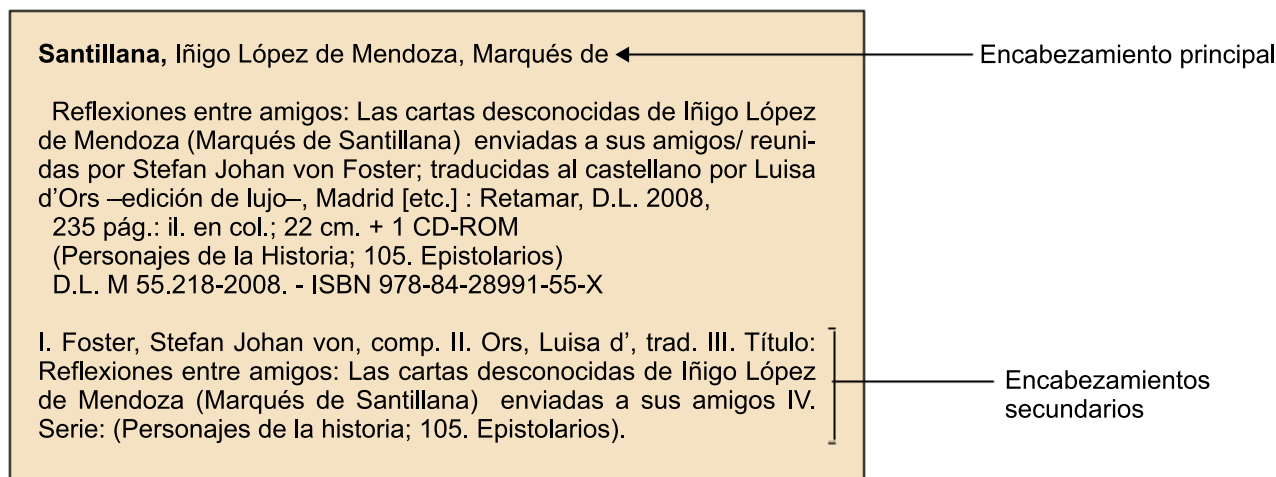 Santillana, Iñigo López de Mendoza, Marqués de
Encabezamiento principal
Reflexiones entre amigos: Las cartas desconocidas de Iñigo López
de Mendoza (Marqués de Santillana) enviadas a sus amigos/ reuni-
das por Stefan Johan von Foster; traducidas al castellano por Luisa
d'Ors –edición de lujo–, Madrid [etc.] : Retamar, D.L. 2008,
235 pág.: il. en col.; 22 cm. + 1 CD-ROM
(Personajes de la Historia; 105. Epistolarios)
D.L. M 55.218-2008. - ISBN 978-84-28991-55-X
I. Foster, Stefan Johan von, comp. II. Ors, Luisa d', trad. III. Título:
Reflexiones entre amigos: Las cartas desconocidas de Iñigo López
de Mendoza (Marqués de Santillana) enviadas a sus amigos IV.
Serie: (Personajes de la historia; 105. Epistolarios).
Encabezamientos
secundarios